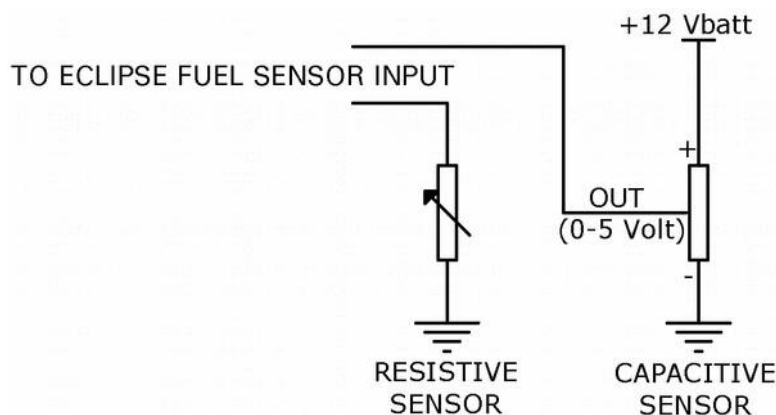 +12 Vbatt
TO ECLIPSE FUEL SENSOR INPUT
+
OUT
(0-5 Volt)
-
RESISTIVE
SENSOR
CAPACITIVE
SENSOR